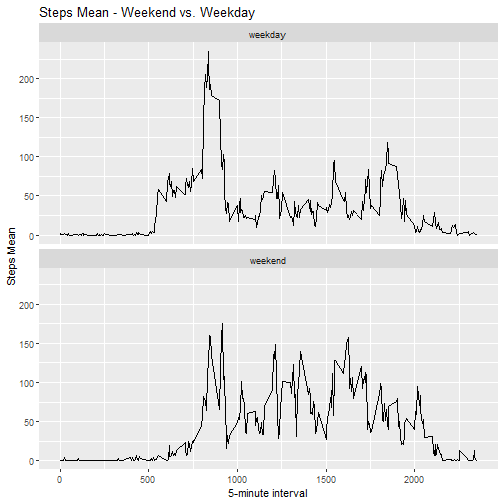 Steps Mean - Weekend vs. Weekday
weekday
200
150
100
50
0
Steps Mean
weekend
200
150
100
50
0
0 500 1000 1500 2000
5-minute interval